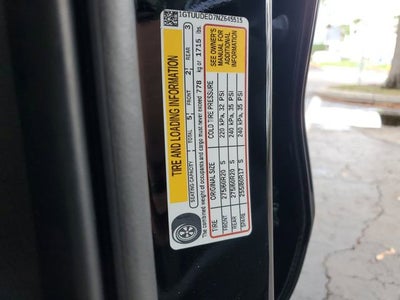 1GTUUDED7NZ645515
TIRE AND LOADING INFORMATION
SEATING CAPACITY TOTAL 5 FRONT 2 REAR 3
The combined weight of occupants and cargo must never exceed 778 kg or 1715 lbs.
TIRE ORIGINAL SIZE COLD TIRE PRESSURE
FRONT 275/60R20 S 220 kPa, 32 PSI
REAR 275/60R20 S 240 kPa, 35 PSI
SPARE 255/80R17 S 240 kPa, 35 PSI
SEE OWNER'S
MANUAL FOR
ADDITIONAL
INFORMATION